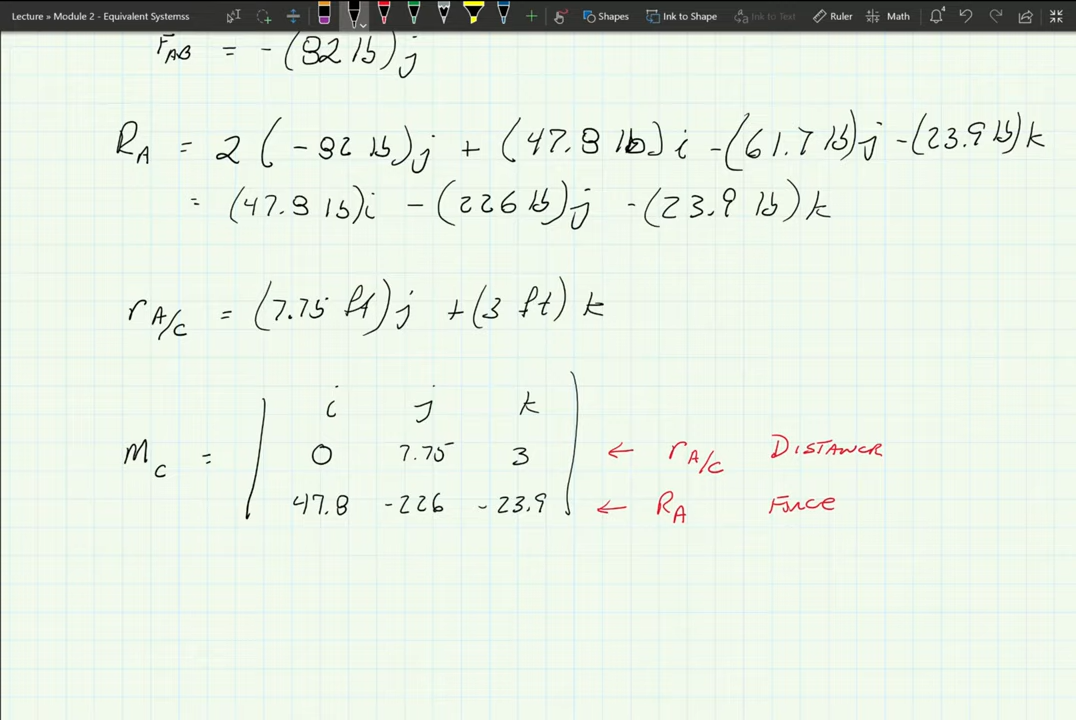 Lecture » Module 2 - Equivalent Systemss Shapes Ink to Shape Ink to Text Ruler Math
F_AB = -(82 lb)j
R_A = 2(-82 lb)j + (47.8 lb)i -(61.7 lb)j -(23.9 lb)k
= (47.8 lb)i - (226 lb)j -(23.9 lb)k
r_A/C = (7.75 ft)j +(3 ft)k
i j k
M_C = 0 7.75 3 ← r_A/C DISTANCE
47.8 -226 -23.9 ← R_A FORCE